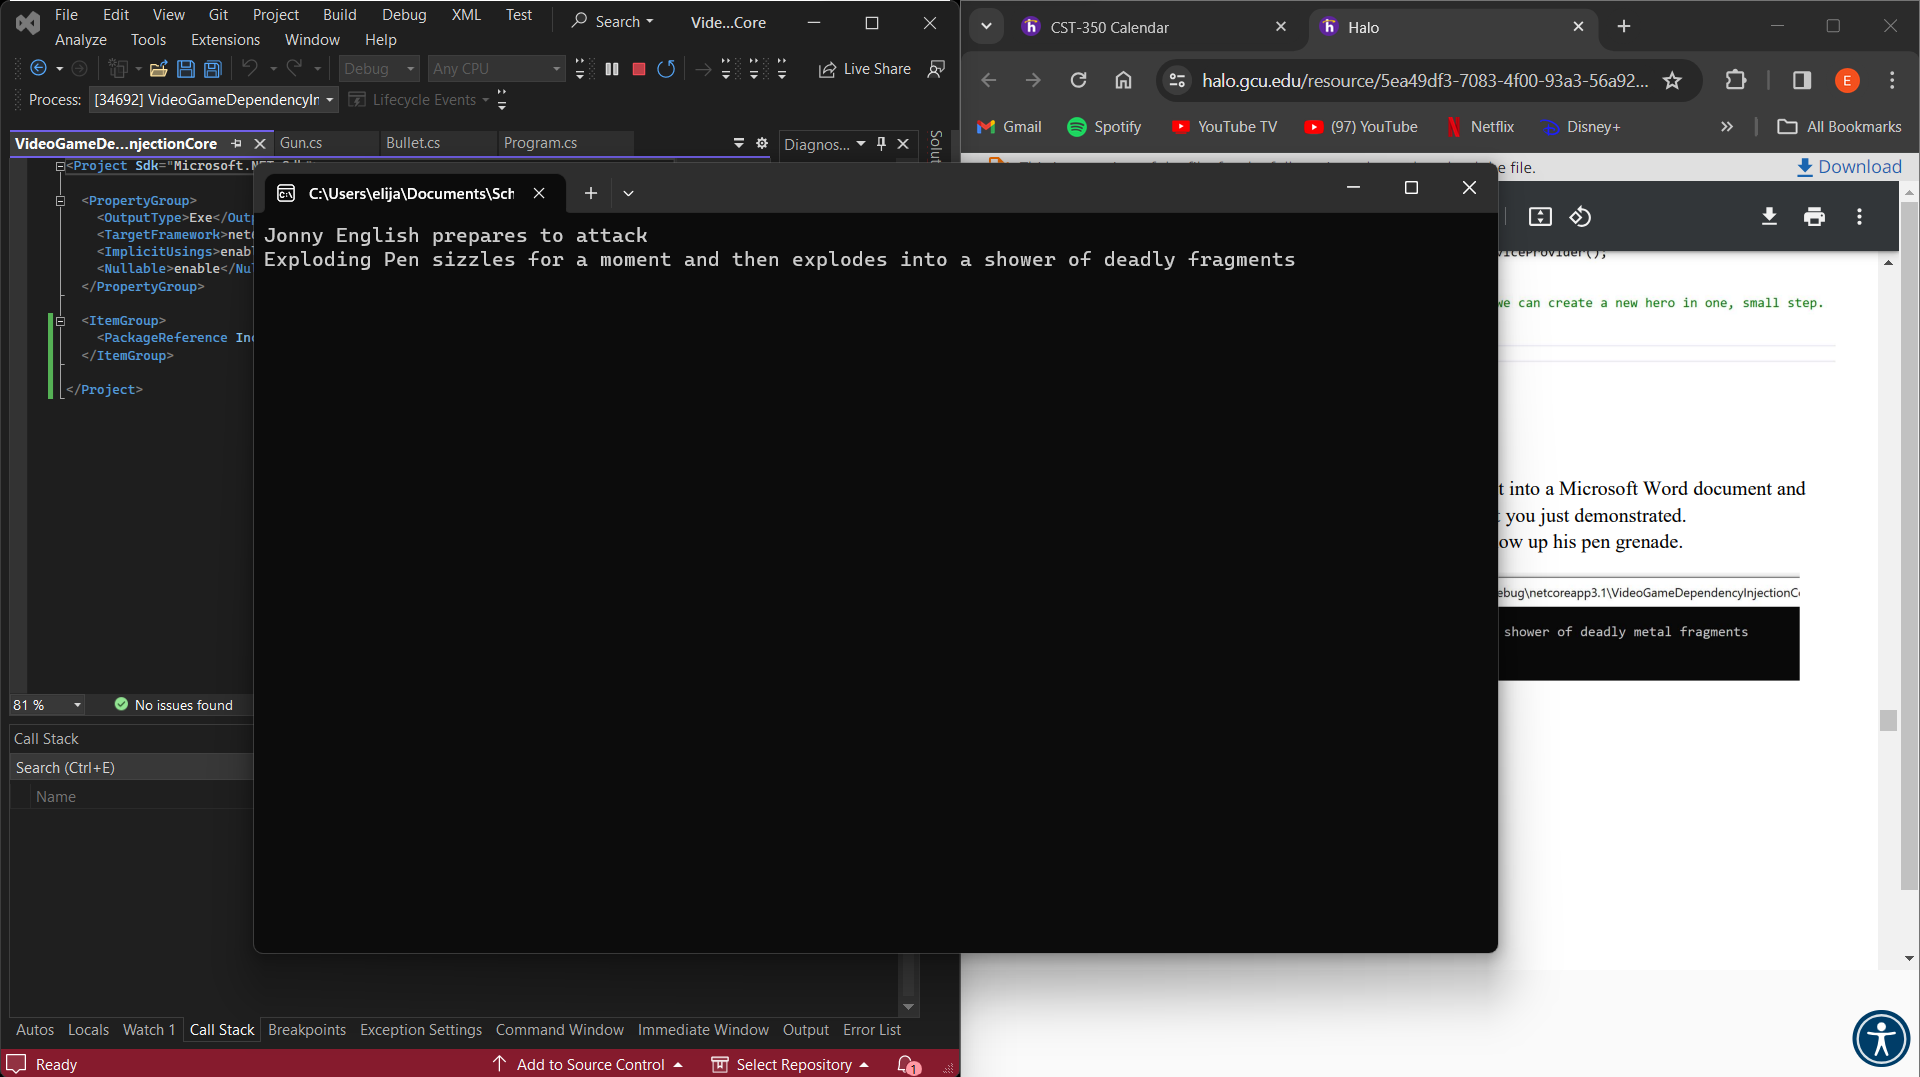 File Edit View Git Project Build Debug XML Test Search Vide...Core
Analyze Tools Extensions Window Help
Debug Any CPU Live Share
Process: [34692] VideoGameDependencyIn Lifecycle Events
VideoGameDe...njectionCore Gun.cs Bullet.cs Program.cs Diagnos...
<Project Sdk="Microsoft.NET.Sdk">
<PropertyGroup>
<OutputType>Exe</Outp
<TargetFramework>net
<ImplicitUsings>enab
<Nullable>enable</Nul
</PropertyGroup>
<ItemGroup>
<PackageReference Inc
</ItemGroup>
</Project>
81 % No issues found
Call Stack
Search (Ctrl+E)
Name
Autos Locals Watch 1 Call Stack Breakpoints Exception Settings Command Window Immediate Window Output Error List
Ready Add to Source Control Select Repository 1
C:\Users\elija\Documents\Sch
Jonny English prepares to attack
Exploding Pen sizzles for a moment and then explodes into a shower of deadly fragments
CST-350 Calendar Halo
halo.gcu.edu/resource/5ea49df3-7083-4f00-93a3-56a92... E
Gmail Spotify YouTube TV (97) YouTube Netflix Disney+ All Bookmarks
e file. Download
viceProvider();
we can create a new hero in one, small step.
t into a Microsoft Word document and
t you just demonstrated.
ow up his pen grenade.
ebug\netcoreapp3.1\VideoGameDependencyInjectionCo
shower of deadly metal fragments